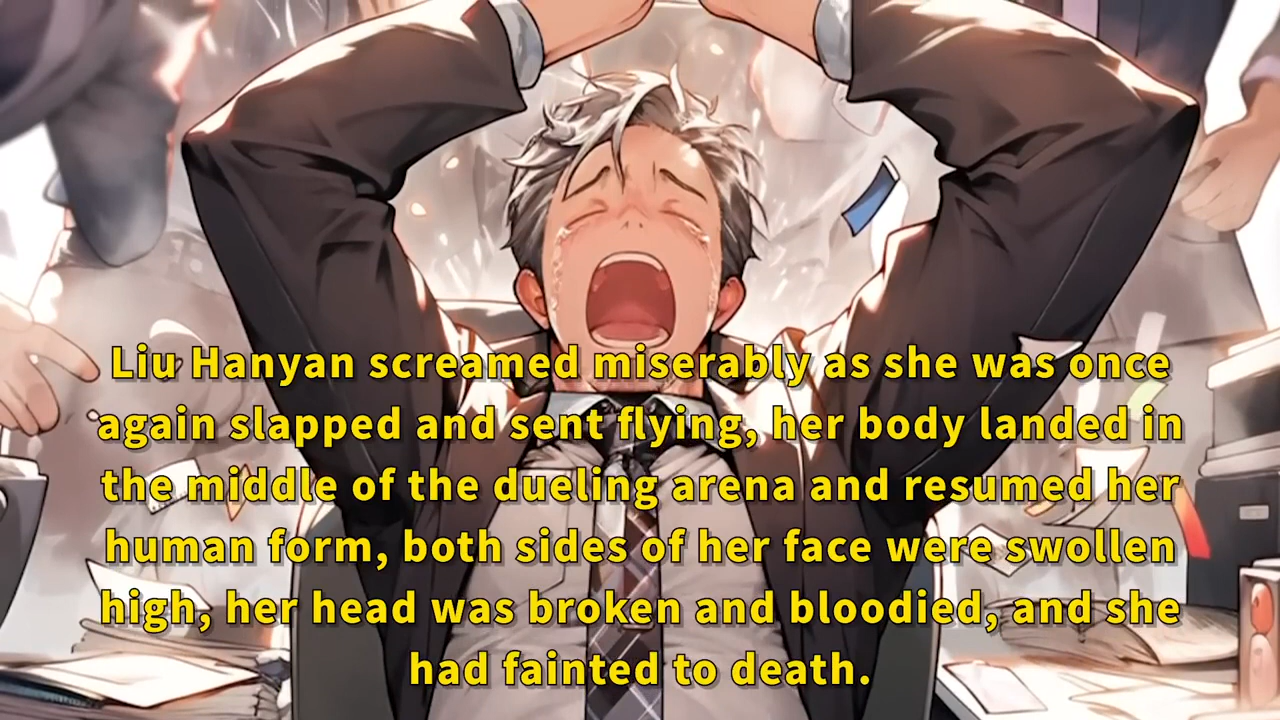 Liu Hanyan screamed miserably as she was once
again slapped and sent flying, her body landed in
the middle of the dueling arena and resumed her
human form, both sides of her face were swollen
high, her head was broken and bloodied, and she
had fainted to death.